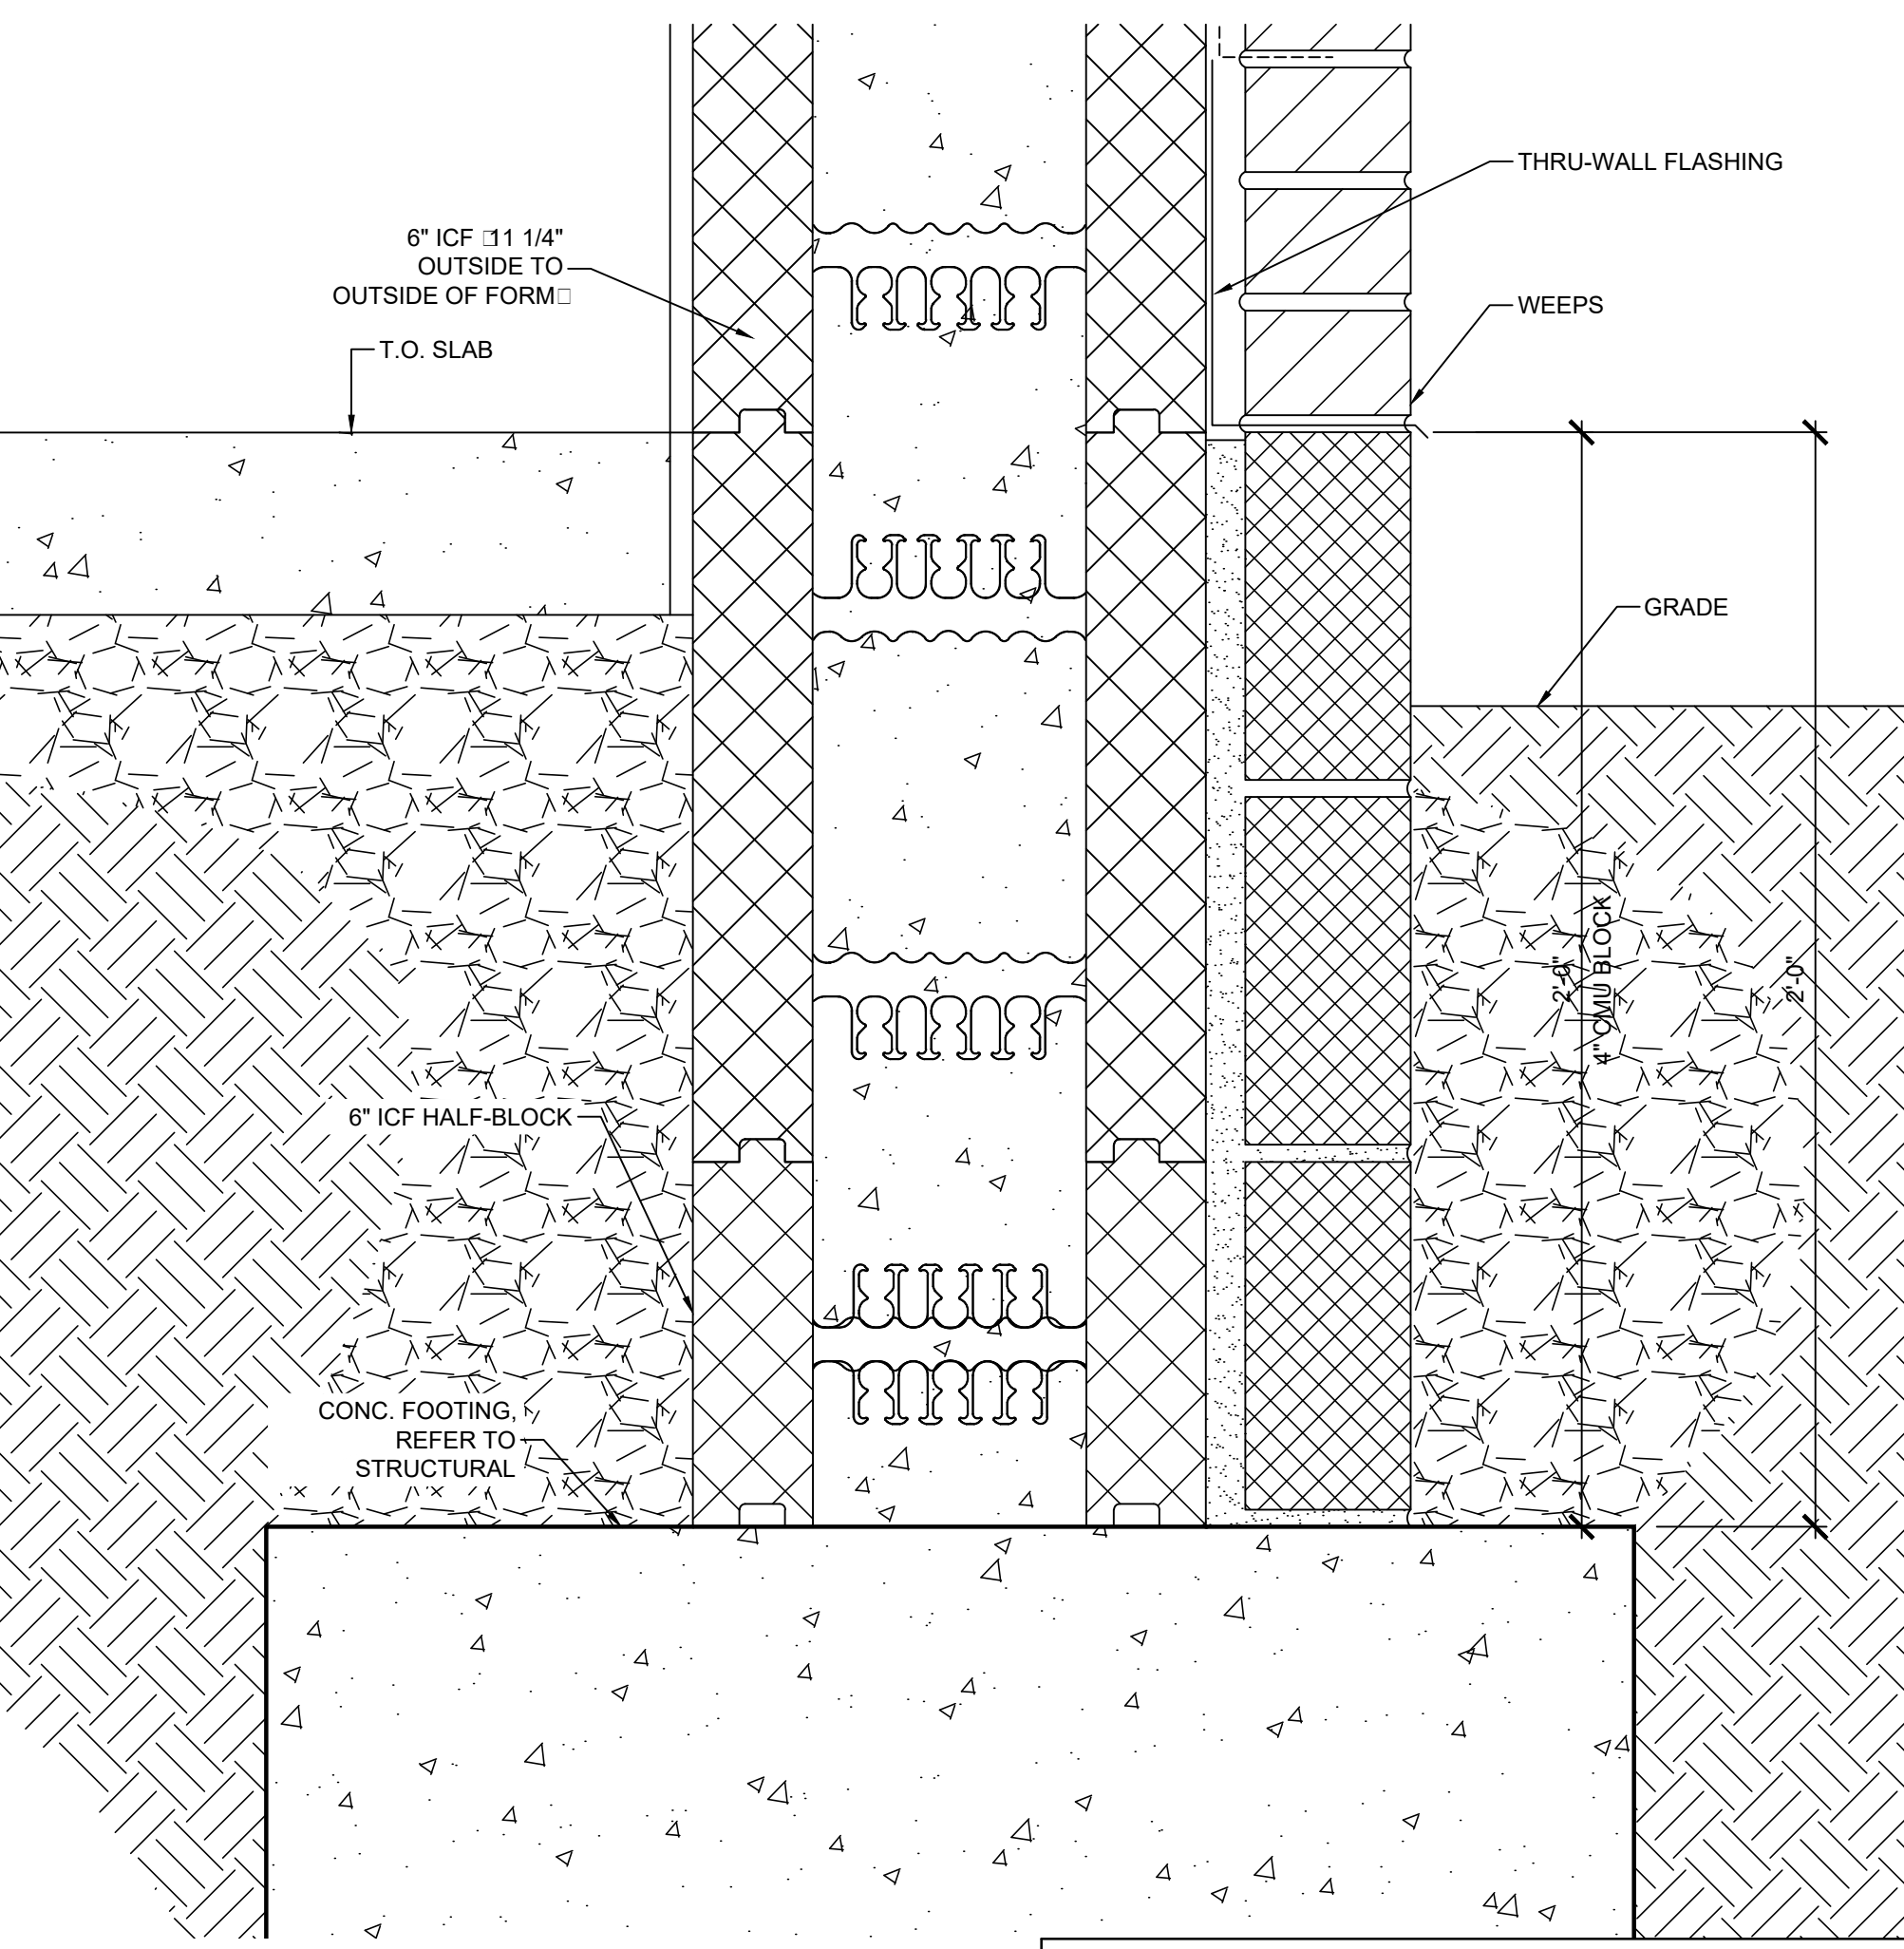 THRU-WALL FLASHING
6" ICF □11 1/4"
OUTSIDE TO
OUTSIDE OF FORM□
WEEPS
T.O. SLAB
GRADE
2'-0"
4" CMU BLOCK
2'-0"
6" ICF HALF-BLOCK
CONC. FOOTING,
REFER TO
STRUCTURAL